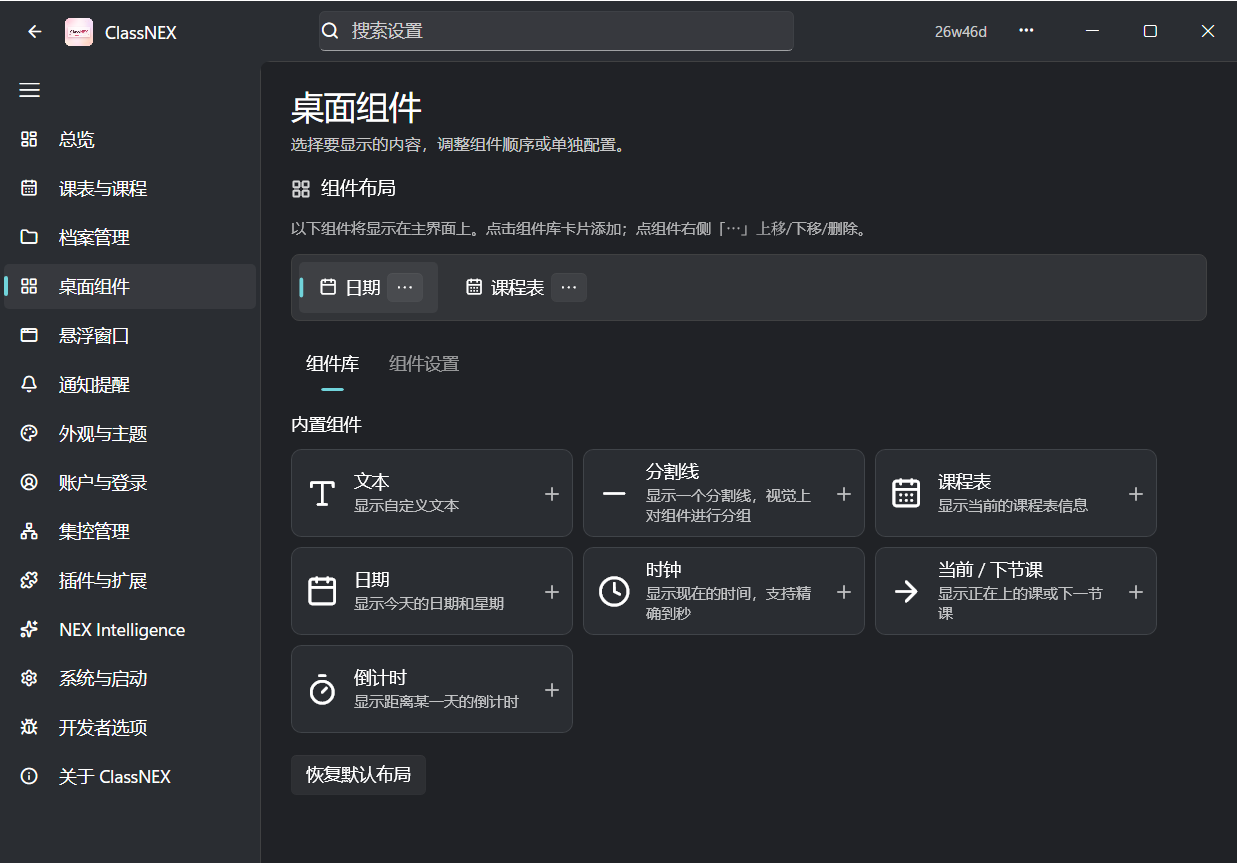 ClassNEX
搜索设置
26w46d
总览
课表与课程
档案管理
桌面组件
悬浮窗口
通知提醒
外观与主题
账户与登录
集控管理
插件与扩展
NEX Intelligence
系统与启动
开发者选项
关于 ClassNEX
桌面组件
选择要显示的内容，调整组件顺序或单独配置。
组件布局
以下组件将显示在主界面上。点击组件库卡片添加；点组件右侧「⋯」上移/下移/删除。
日期 ⋯
课程表 ⋯
组件库
组件设置
内置组件
文本
显示自定义文本
分割线
显示一个分割线，视觉上
对组件进行分组
课程表
显示当前的课程表信息
日期
显示今天的日期和星期
时钟
显示现在的时间，支持精
确到秒
当前 / 下节课
显示正在上的课或下一节
课
倒计时
显示距离某一天的倒计时
恢复默认布局